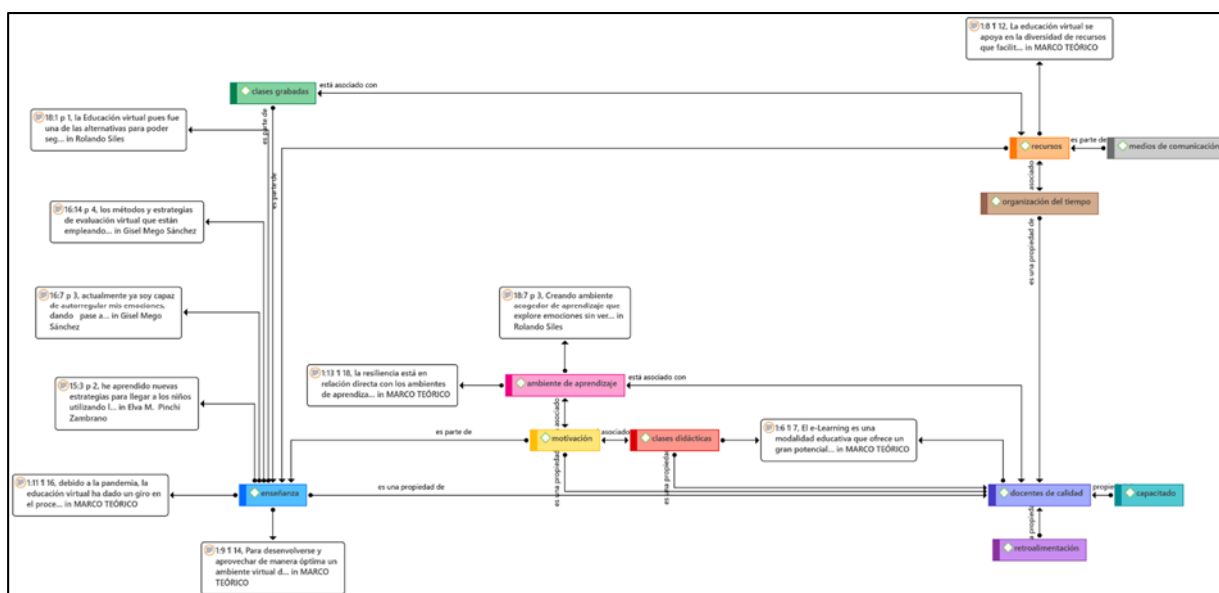 1:8 ¶ 12, La educación virtual se
apoya en la diversidad de recursos
que facilit... in MARCO TEÓRICO
clases grabadas
está asociado con
es parte de
es parte de
18:1 p 1, la Educación virtual pues fue
una de las alternativas para poder
seg... in Rolando Siles
recursos
es parte de
medios de comunicación
asociado
organización del tiempo
es una propiedad de
16:14 p 4, los métodos y estrategias
de evaluación virtual que están
empleando... in Gisel Mego Sánchez
16:7 p 3, actualmente ya soy capaz
de autorregular mis emociones,
dando pase a... in Gisel Mego
Sánchez
18:7 p 3, Creando ambiente
acogedor de aprendizaje que
explore emociones sin ver... in
Rolando Siles
1:13 ¶ 18, la resiliencia está en
relación directa con los ambientes
de aprendiza... in MARCO TEÓRICO
ambiente de aprendizaje
está asociado con
asociado
15:3 p 2, he aprendido nuevas
estrategias para llegar a los niños
utilizando l... in Elva M. Pinchi
Zambrano
es parte de
motivación
asociado
clases didácticas
1:6 ¶ 7, El e-Learning es una
modalidad educativa que ofrece un
gran potencial... in MARCO TEÓRICO
es una propiedad
es una propiedad
1:11 ¶ 16, debido a la pandemia, la
educación virtual ha dado un giro en
el proce... in MARCO TEÓRICO
enseñanza
es una propiedad de
docentes de calidad
propie
capacitado
a propieda
retroalimentación
1:9 ¶ 14, Para desenvolverse y
aprovechar de manera óptima un
ambiente virtual d... in MARCO
TEÓRICO